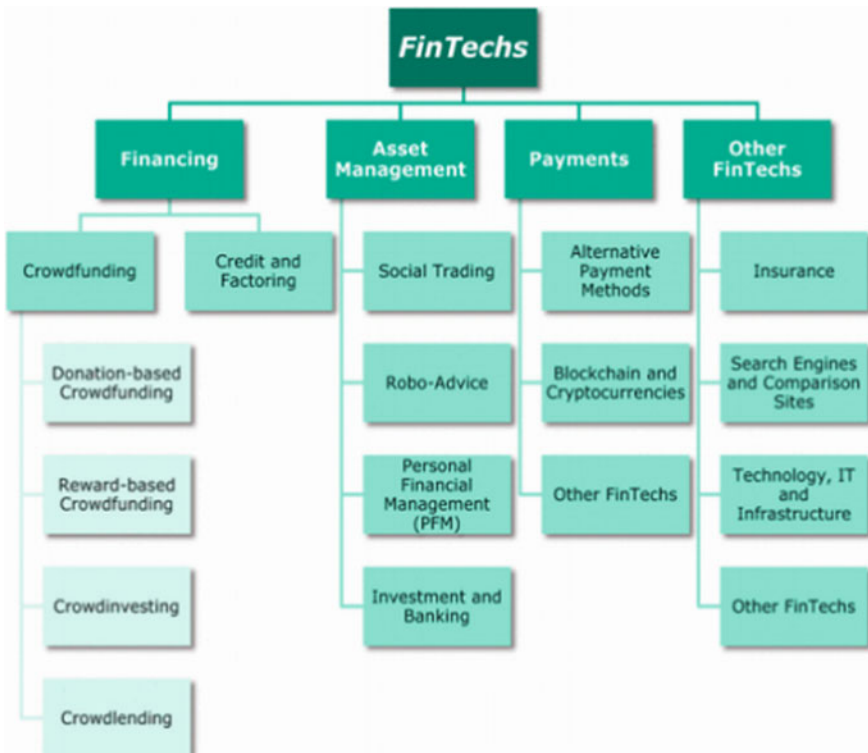 FinTechs
Financing
Asset
Management
Payments
Other
FinTechs
Crowdfunding
Credit and
Factoring
Social Trading
Alternative
Payment
Methods
Insurance
Donation-based
Crowdfunding
Robo-Advice
Blockchain and
Cryptocurrencies
Search Engines
and Comparison
Sites
Reward-based
Crowdfunding
Personal
Financial
Management
(PFM)
Other FinTechs
Technology, IT
and
Infrastructure
Crowdinvesting
Investment and
Banking
Other FinTechs
Crowdlending